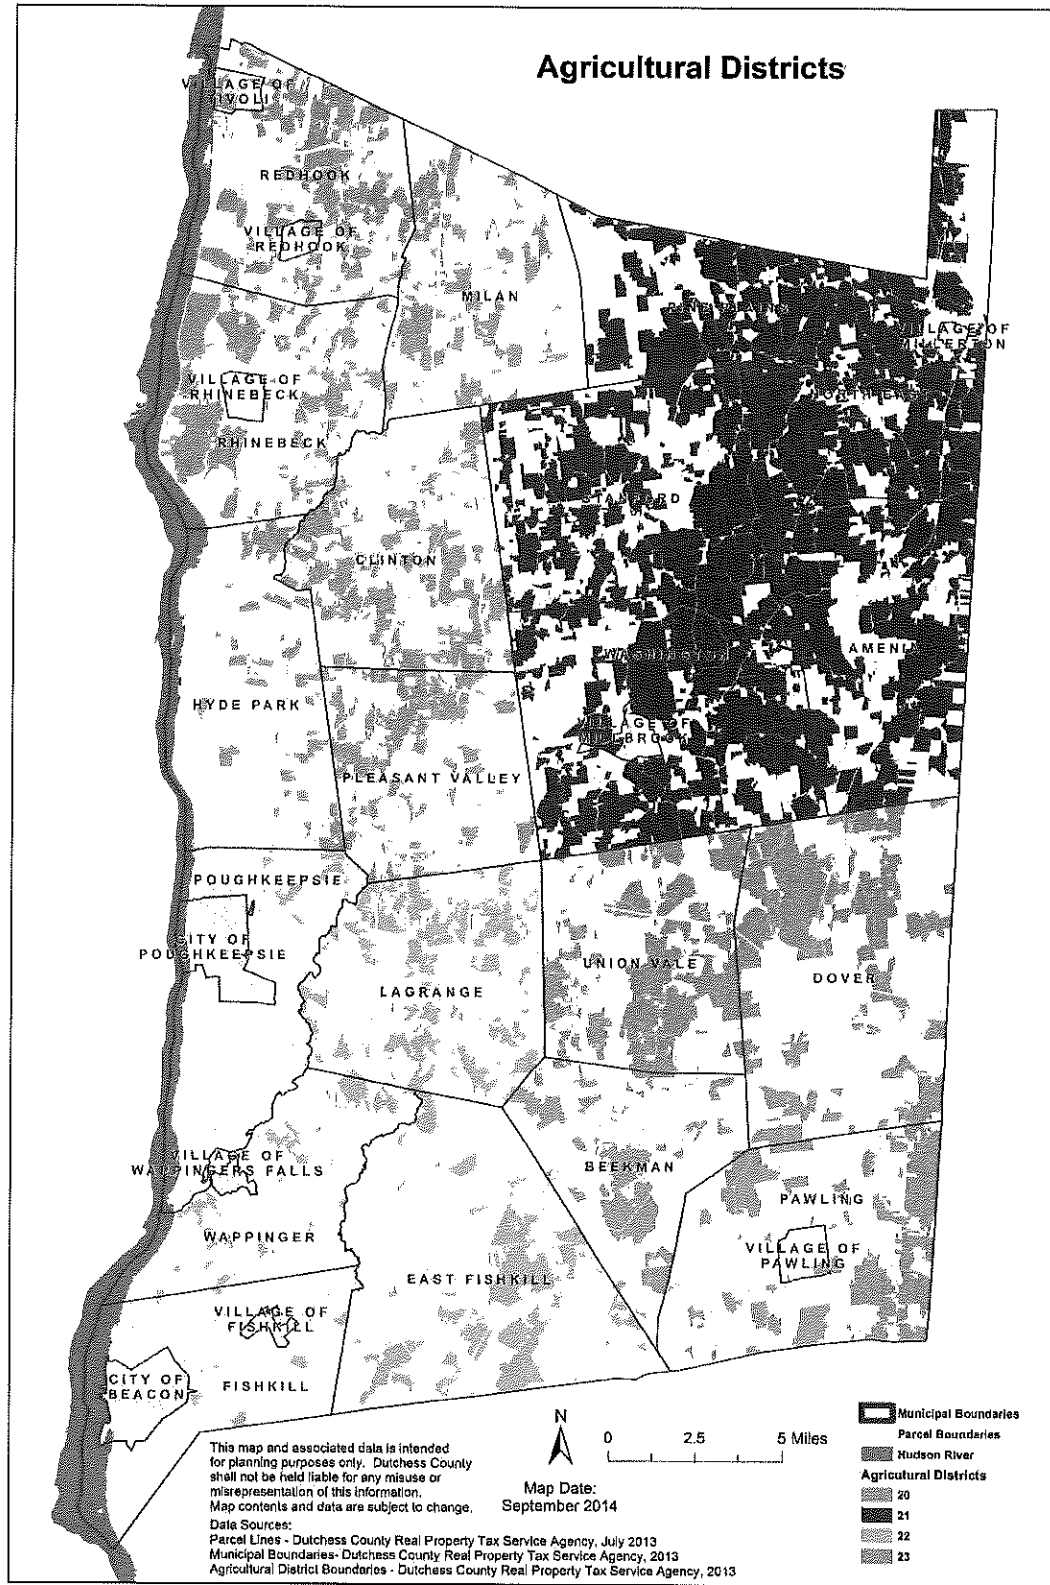 Agricultural Districts
VILLAGE OF
TIVOLI
REDHOOK
VILLAGE OF
REDHOOK
MILAN
VILLAGE OF
MILLERTON
VILLAGE OF
RHINEBECK
RHINEBECK
STANFORD
CLINTON
AMENIA
HYDE PARK
VILLAGE OF
MILLBROOK
PLEASANT VALLEY
POUGHKEEPSIE
CITY OF
POUGHKEEPSIE
UNION VALE
DOVER
LAGRANGE
VILLAGE OF
WAPPINGERS FALLS
BEEKMAN
PAWLING
WAPPINGER
VILLAGE OF
PAWLING
EAST FISHKILL
VILLAGE OF
FISHKILL
CITY OF
BEACON
FISHKILL
This map and associated data is intended
for planning purposes only. Dutchess County
shall not be held liable for any misuse or
misrepresentation of this information.
Map contents and data are subject to change.
Data Sources:
Parcel Lines - Dutchess County Real Property Tax Service Agency, July 2013
Municipal Boundaries- Dutchess County Real Property Tax Service Agency, 2013
Agricultural District Boundaries - Dutchess County Real Property Tax Service Agency, 2013
N
Map Date:
September 2014
0 2.5 5 Miles
Municipal Boundaries
Parcel Boundaries
Hudson River
Agricutural Districts
20
21
22
23